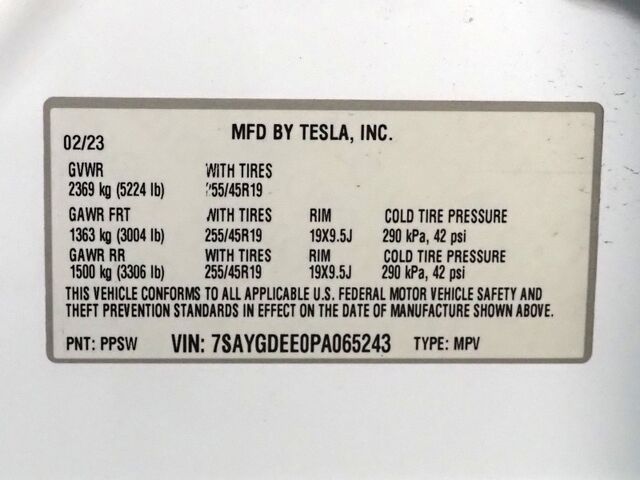 MFD BY TESLA, INC.
02/23
GVWR WITH TIRES
2369 kg (5224 lb) 255/45R19
GAWR FRT WITH TIRES RIM COLD TIRE PRESSURE
1363 kg (3004 lb) 255/45R19 19X9.5J 290 kPa, 42 psi
GAWR RR WITH TIRES COLD TIRE PRESSURE
1500 kg (3306 lb) 255/45R19 19X9.5J 290 kPa, 42 psi
THIS VEHICLE CONFORMS TO ALL APPLICABLE U.S. FEDERAL MOTOR VEHICLE SAFETY AND
THEFT PREVENTION STANDARDS IN EFFECT ON THE DATE OF MANUFACTURE SHOWN ABOVE.
PNT: PPSW VIN: 7SAYGDEE0PA065243 TYPE: MPV